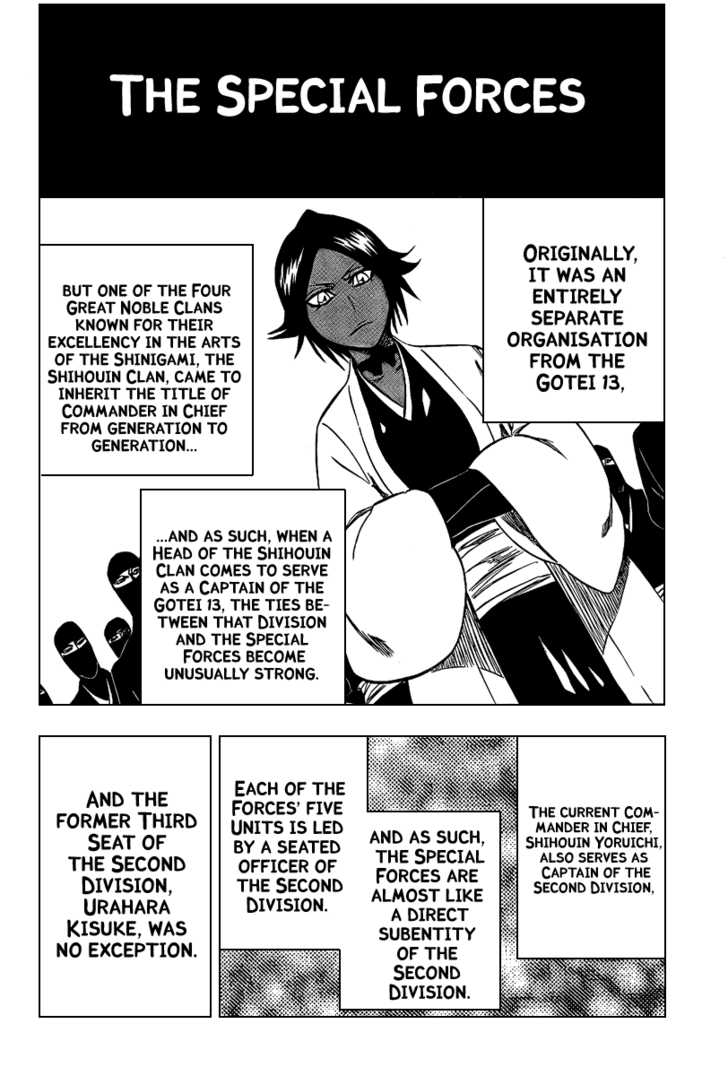 The Special Forces
Originally,
it was an
entirely
separate
organisation
from the
Gotei 13,
but one of the Four
Great Noble Clans
known for their
excellency in the arts
of the Shinigami, the
Shihouin Clan, came to
inherit the title of
Commander in Chief
from generation to
generation...
...and as such, when a
Head of the Shihouin
Clan comes to serve
as a Captain of the
Gotei 13, the ties be-
tween that Division
and the Special
Forces become
unusually strong.
The current Com-
mander in Chief,
Shihouin Yoruichi,
also serves as
Captain of the
Second Division,
and as such,
the Special
Forces are
almost like
a direct
subentity
of the
Second
Division.
Each of the
Forces' five
Units is led
by a seated
officer of
the Second
Division.
And the
former Third
Seat of
the Second
Division,
Urahara
Kisuke, was
no exception.